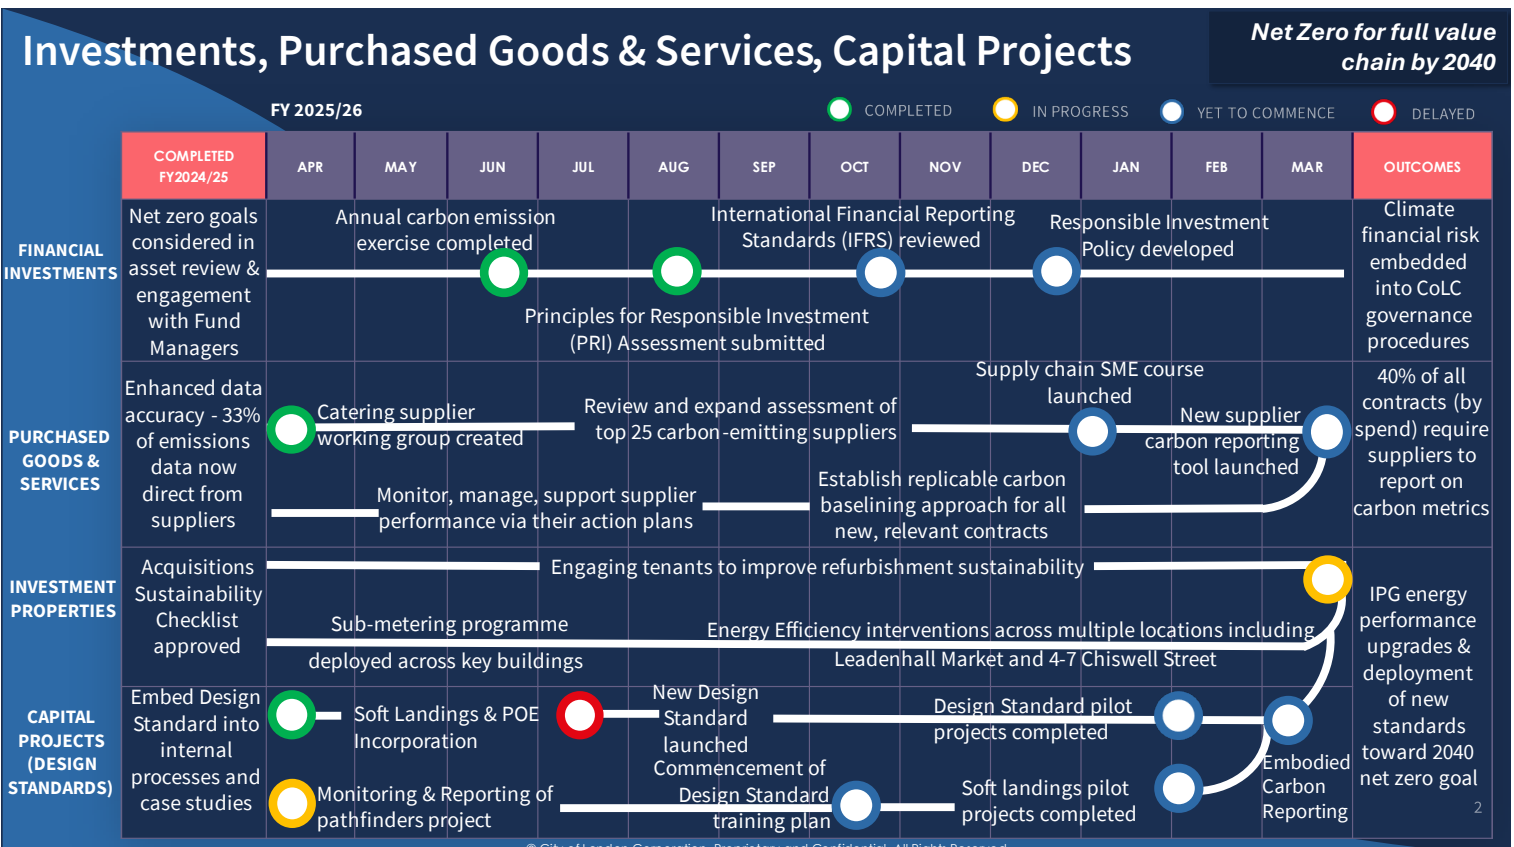 Investments, Purchased Goods & Services, Capital Projects
Net Zero for full value
chain by 2040
FY 2025/26
COMPLETED
IN PROGRESS
YET TO COMMENCE
DELAYED
COMPLETED
FY2024/25
APR
MAY
JUN
JUL
AUG
SEP
OCT
NOV
DEC
JAN
FEB
MAR
OUTCOMES
FINANCIAL
INVESTMENTS
Net zero goals
considered in
asset review &
engagement
with Fund
Managers
Annual carbon emission
exercise completed
Principles for Responsible Investment
(PRI) Assessment submitted
International Financial Reporting
Standards (IFRS) reviewed
Responsible Investment
Policy developed
Climate
financial risk
embedded
into CoLC
governance
procedures
PURCHASED
GOODS &
SERVICES
Enhanced data
accuracy - 33%
of emissions
data now
direct from
suppliers
Catering supplier
working group created
Review and expand assessment of
top 25 carbon-emitting suppliers
Supply chain SME course
launched
New supplier
carbon reporting
tool launched
Monitor, manage, support supplier
performance via their action plans
Establish replicable carbon
baselining approach for all
new, relevant contracts
40% of all
contracts (by
spend) require
suppliers to
report on
carbon metrics
INVESTMENT
PROPERTIES
Acquisitions
Sustainability
Checklist
approved
Engaging tenants to improve refurbishment sustainability
Sub-metering programme
deployed across key buildings
Energy Efficiency interventions across multiple locations including
Leadenhall Market and 4-7 Chiswell Street
IPG energy
performance
upgrades &
deployment
of new
standards
toward 2040
net zero goal
CAPITAL
PROJECTS
(DESIGN
STANDARDS)
Embed Design
Standard into
internal
processes and
case studies
Soft Landings & POE
Incorporation
New Design
Standard
launched
Design Standard pilot
projects completed
Monitoring & Reporting of
pathfinders project
Commencement of
Design Standard
training plan
Soft landings pilot
projects completed
Embodied
Carbon
Reporting
2
© City of London Corporation. Proprietary and Confidential. All Rights Reserved